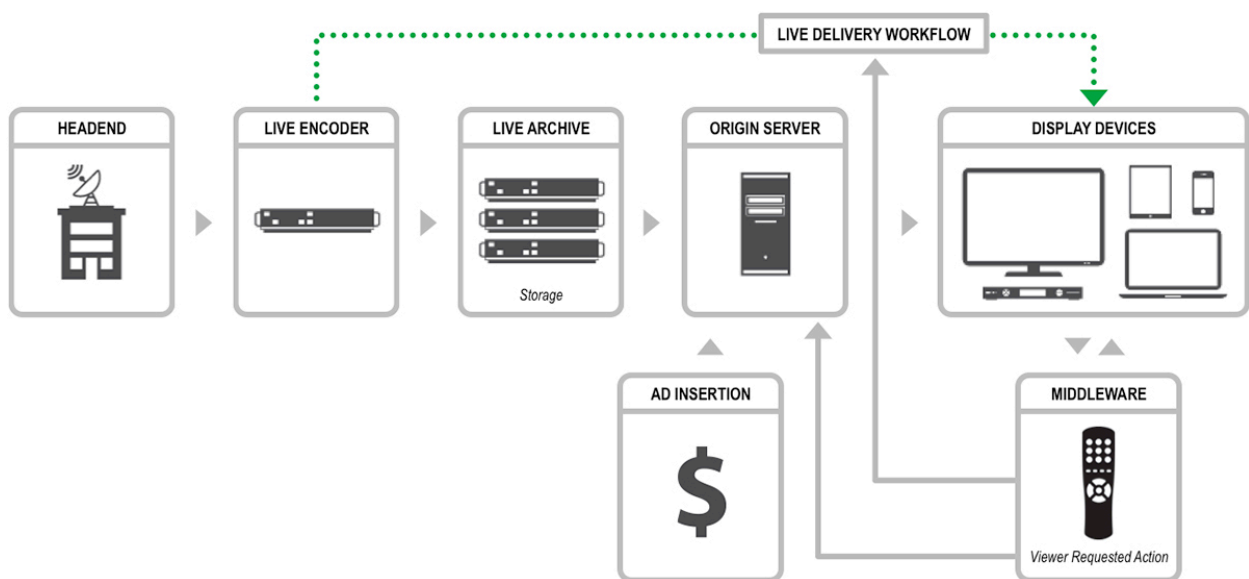 LIVE DELIVERY WORKFLOW
HEADEND
LIVE ENCODER
LIVE ARCHIVE
ORIGIN SERVER
DISPLAY DEVICES
Storage
AD INSERTION
MIDDLEWARE
$
Viewer Requested Action